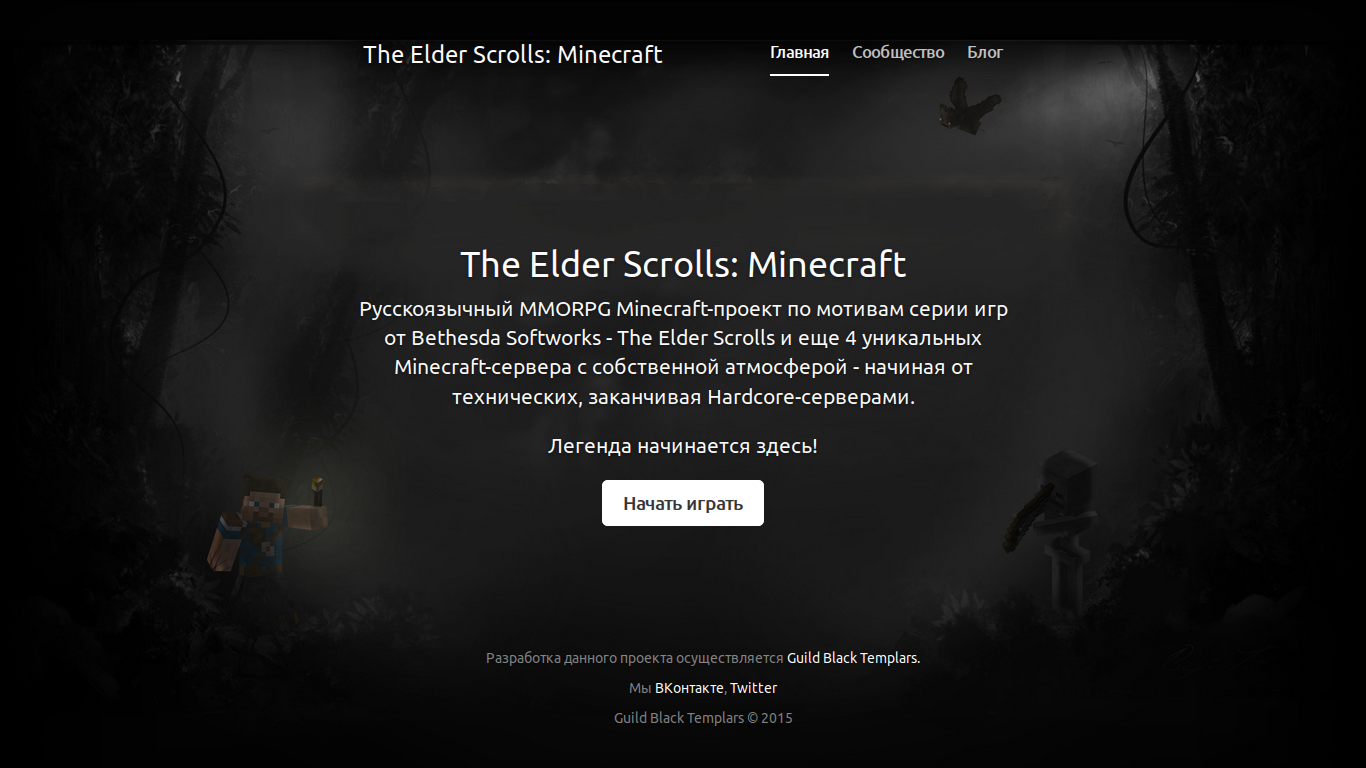 The Elder Scrolls: Minecraft
Главная Сообщество Блог
The Elder Scrolls: Minecraft
Русскоязычный MMORPG Minecraft-проект по мотивам серии игр
от Bethesda Softworks - The Elder Scrolls и еще 4 уникальных
Minecraft-сервера с собственной атмосферой - начиная от
технических, заканчивая Hardcore-серверами.
Легенда начинается здесь!
Начать играть
Разработка данного проекта осуществляется Guild Black Templars.
Мы ВКонтакте, Twitter
Guild Black Templars © 2015